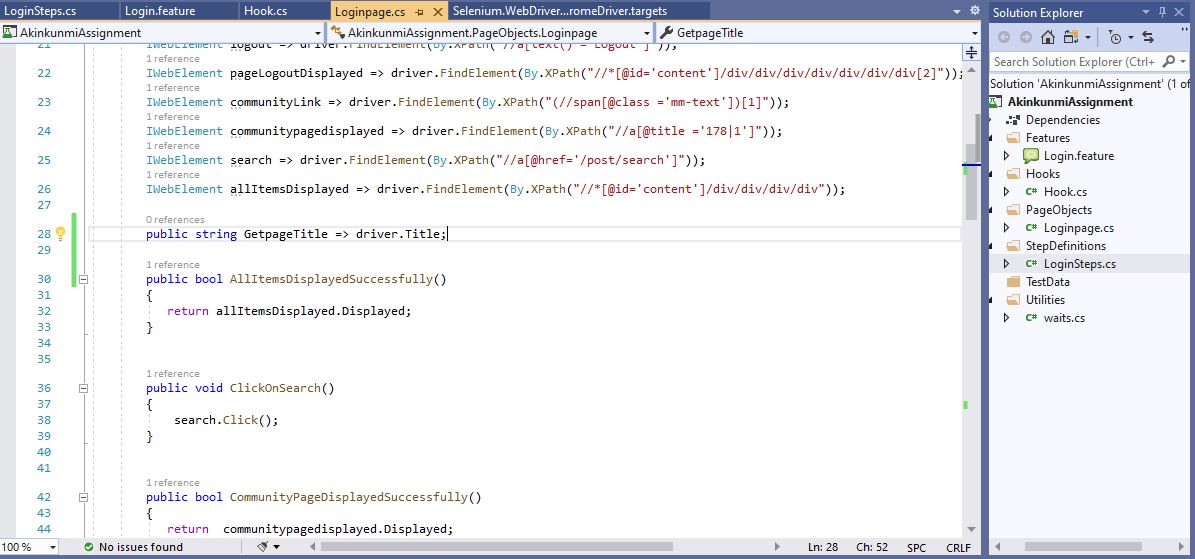 LoginSteps.cs Login.feature Hook.cs Loginpage.cs Selenium.WebDriver...romeDriver.targets
AkinkunmiAssignment AkinkunmiAssignment.PageObjects.Loginpage GetpageTitle
21 IWebElement logout => driver.FindElement(By.XPath("//a[text()='Logout']"));
1 reference
22 IWebElement pageLogoutDisplayed => driver.FindElement(By.XPath("//*[@id='content']/div/div/div/div/div/div/div[2]"));
1 reference
23 IWebElement communityLink => driver.FindElement(By.XPath("(//span[@class ='mm-text'])[1]"));
1 reference
24 IWebElement communitypagedisplayed => driver.FindElement(By.XPath("//a[@title ='178|1']"));
1 reference
25 IWebElement search => driver.FindElement(By.XPath("//a[@href='/post/search']"));
1 reference
26 IWebElement allItemsDisplayed => driver.FindElement(By.XPath("//*[@id='content']/div/div/div/div"));
27
0 references
28 public string GetpageTitle => driver.Title;
29
1 reference
30 public bool AllItemsDisplayedSuccessfully()
31 {
32 return allItemsDisplayed.Displayed;
33 }
34
35
1 reference
36 public void ClickOnSearch()
37 {
38 search.Click();
39 }
40
41
1 reference
42 public bool CommunityPageDisplayedSuccessfully()
43 {
44 return communitypagedisplayed.Displayed;
100 % No issues found Ln: 28 Ch: 52 SPC CRLF
Solution Explorer
Search Solution Explorer (Ctrl+
Solution 'AkinkunmiAssignment' (1 of
AkinkunmiAssignment
Dependencies
Features
Login.feature
Hooks
C# Hook.cs
PageObjects
C# Loginpage.cs
StepDefinitions
C# LoginSteps.cs
TestData
Utilities
C# waits.cs